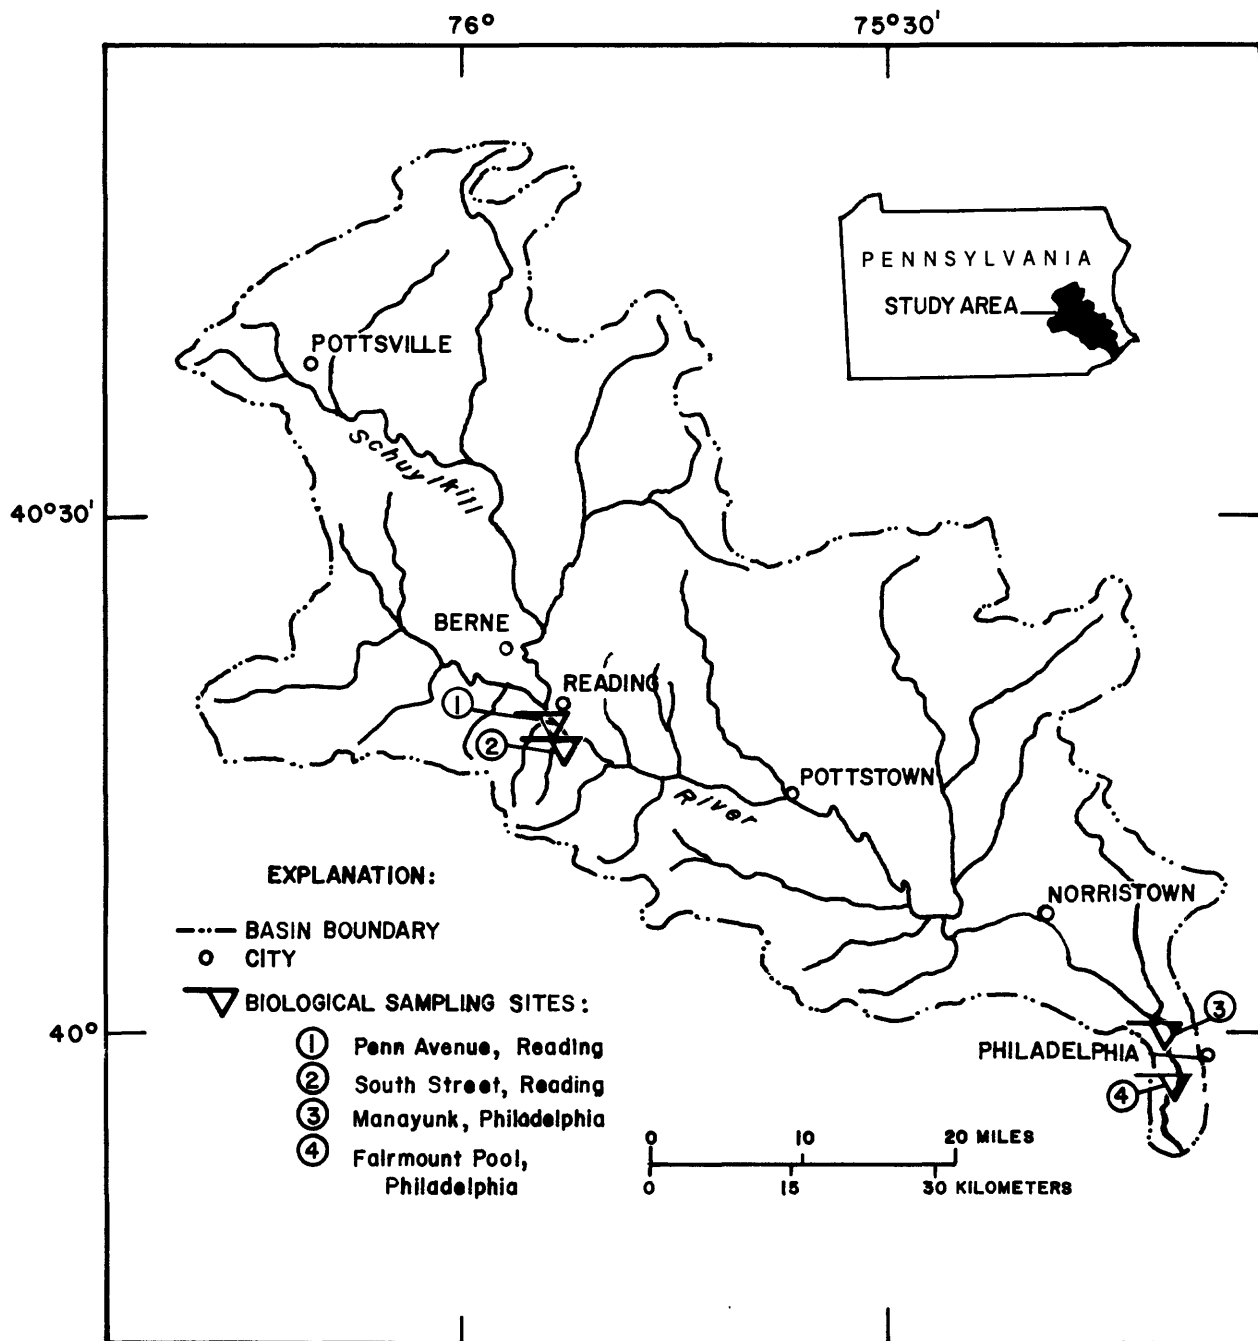 76° 75°30'
PENNSYLVANIA
STUDY AREA
POTTSVILLE
Schuylkill
40°30'
BERNE
READING
1
2
POTTSTOWN
River
EXPLANATION:
NORRISTOWN
BASIN BOUNDARY
CITY
BIOLOGICAL SAMPLING SITES:
3
40°
1 Penn Avenue, Reading
PHILADELPHIA
2 South Street, Reading
4
3 Manayunk, Philadelphia
4 Fairmount Pool,
Philadelphia
0 10 20 MILES
0 15 30 KILOMETERS